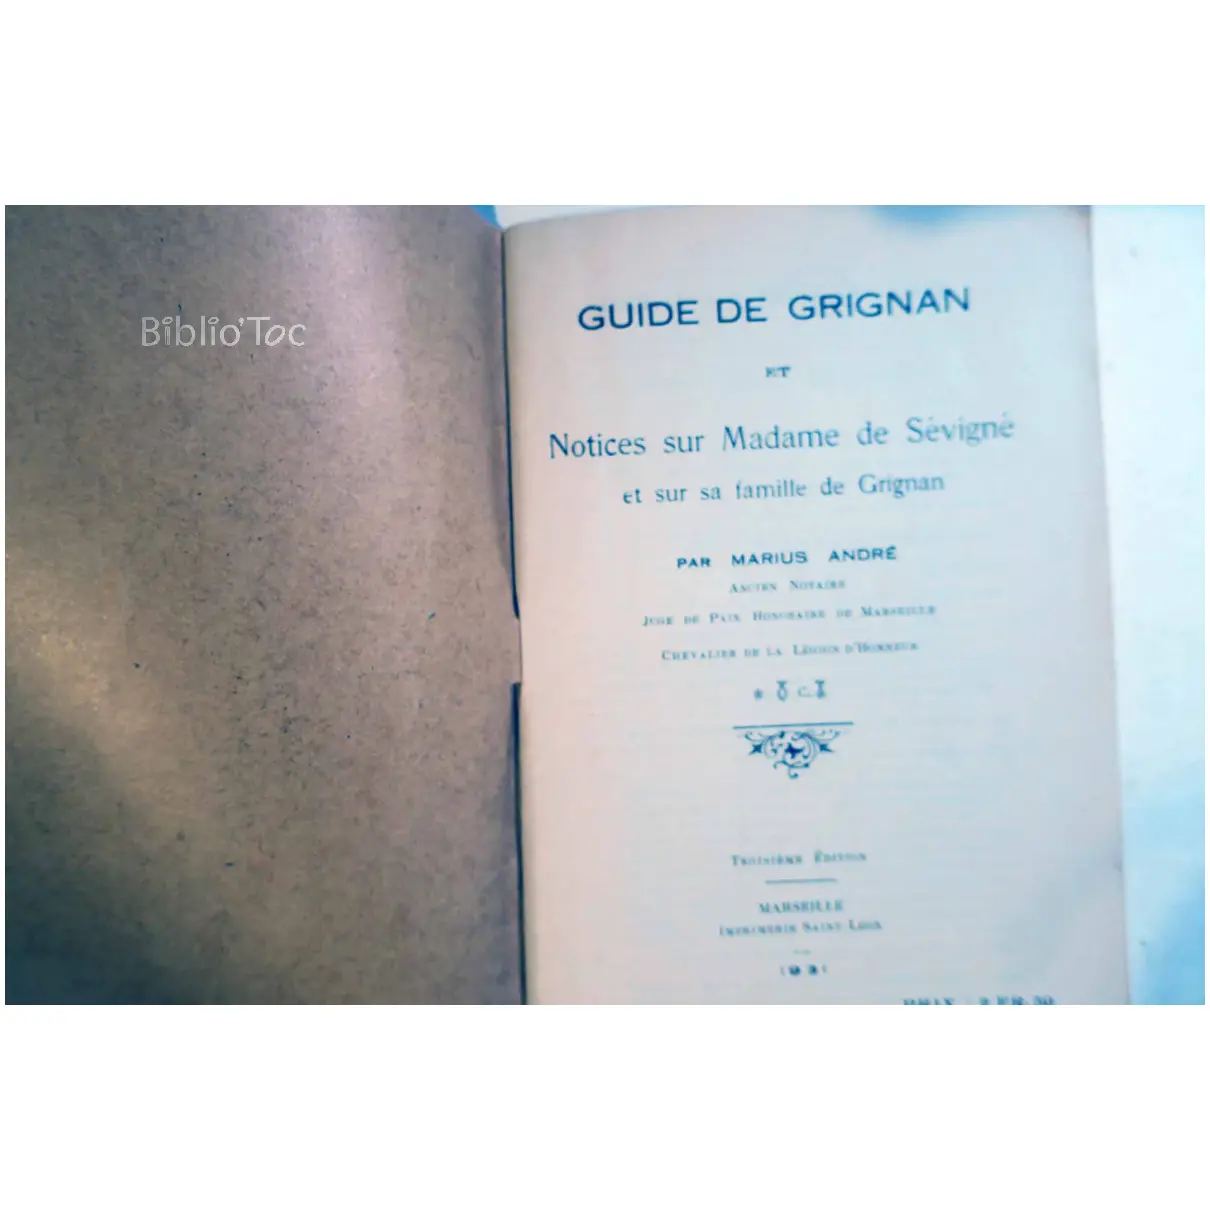 Biblio'Toc
GUIDE DE GRIGNAN
ET
Notices sur Madame de Sévigné
et sur sa famille de Grignan
PAR MARIUS ANDRÉ
ANCIEN NOTAIRE
JUGE DE PAIX HONORAIRE DE MARSEILLE
CHEVALIER DE LA LÉGION D'HONNEUR
TROISIÈME ÉDITION
MARSEILLE
IMPRIMERIE SAINT LÉON
1931